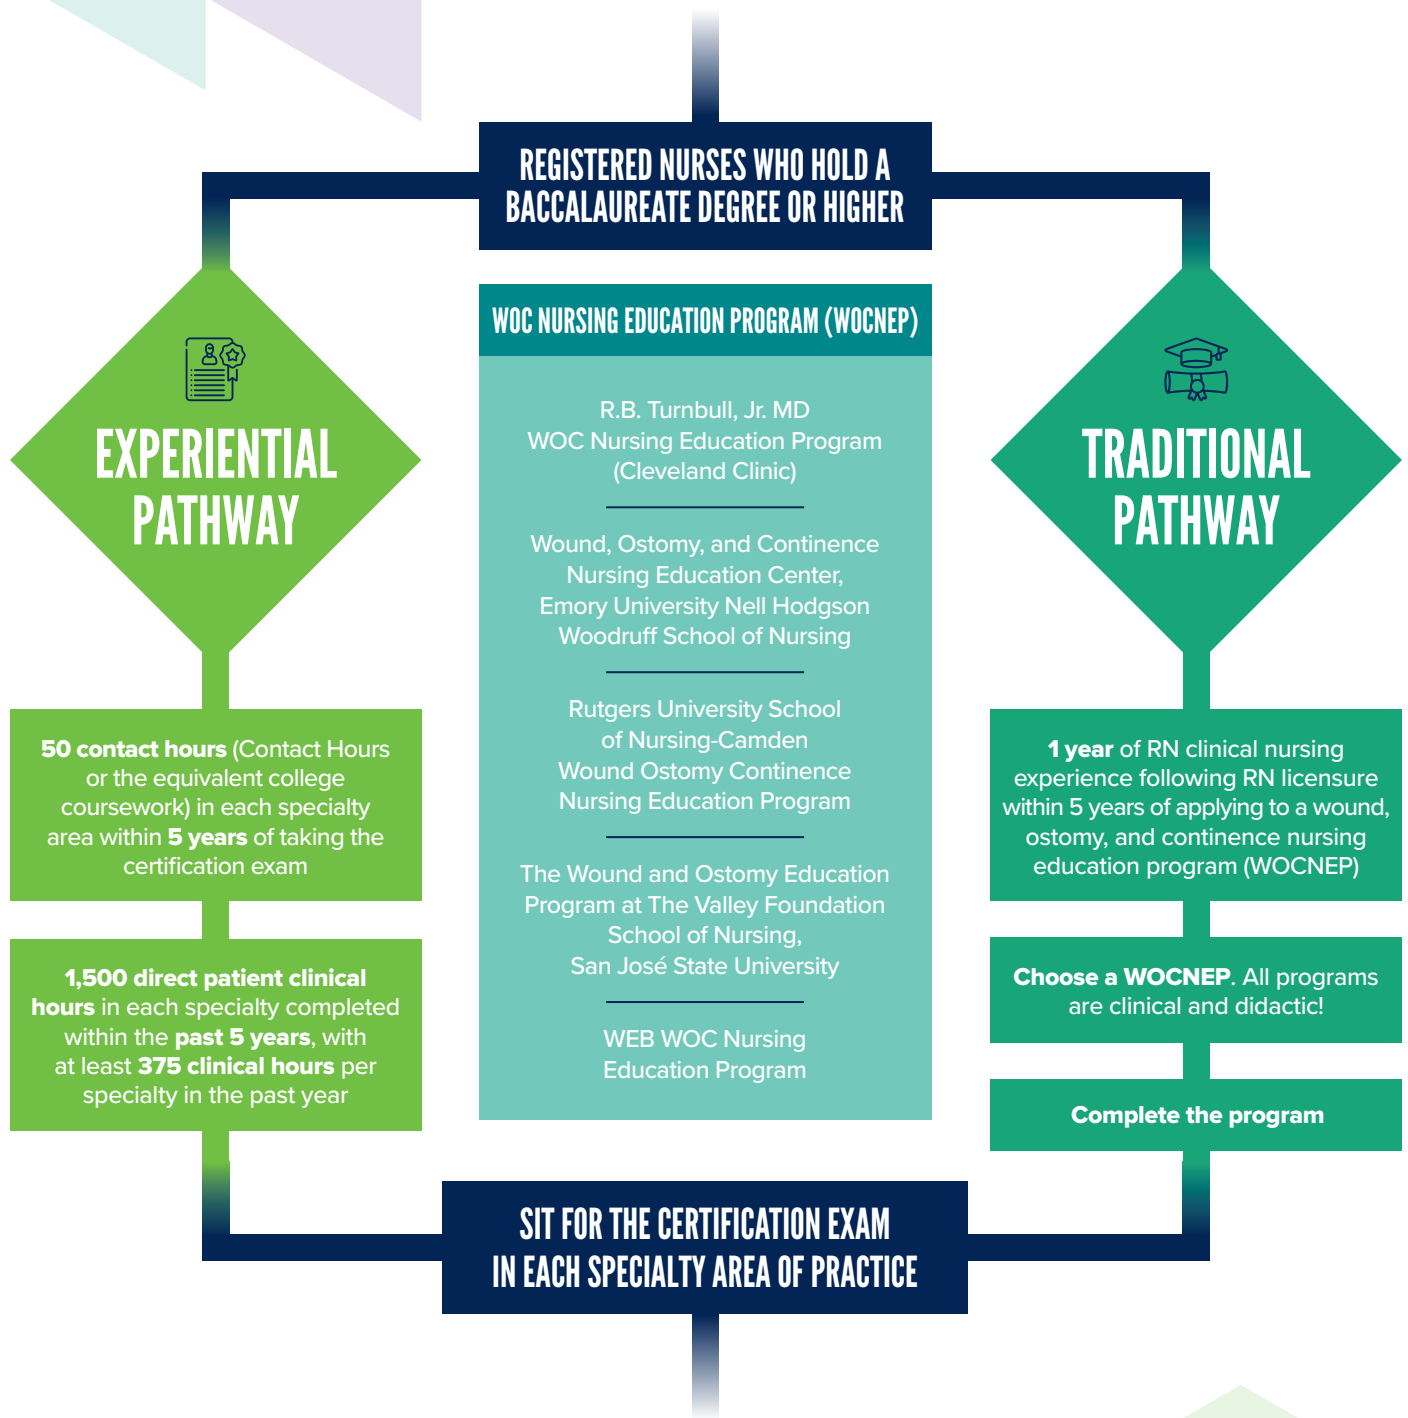 REGISTERED NURSES WHO HOLD A
BACCALAUREATE DEGREE OR HIGHER
EXPERIENTIAL
PATHWAY
50 contact hours (Contact Hours
or the equivalent college
coursework) in each specialty
area within 5 years of taking the
certification exam
1,500 direct patient clinical
hours in each specialty completed
within the past 5 years, with
at least 375 clinical hours per
specialty in the past year
WOC NURSING EDUCATION PROGRAM (WOCNEP)
R.B. Turnbull, Jr. MD
WOC Nursing Education Program
(Cleveland Clinic)
Wound, Ostomy, and Continence
Nursing Education Center,
Emory University Nell Hodgson
Woodruff School of Nursing
Rutgers University School
of Nursing-Camden
Wound Ostomy Continence
Nursing Education Program
The Wound and Ostomy Education
Program at The Valley Foundation
School of Nursing,
San José State University
WEB WOC Nursing
Education Program
TRADITIONAL
PATHWAY
1 year of RN clinical nursing
experience following RN licensure
within 5 years of applying to a wound,
ostomy, and continence nursing
education program (WOCNEP)
Choose a WOCNEP. All programs
are clinical and didactic!
Complete the program
SIT FOR THE CERTIFICATION EXAM
IN EACH SPECIALTY AREA OF PRACTICE